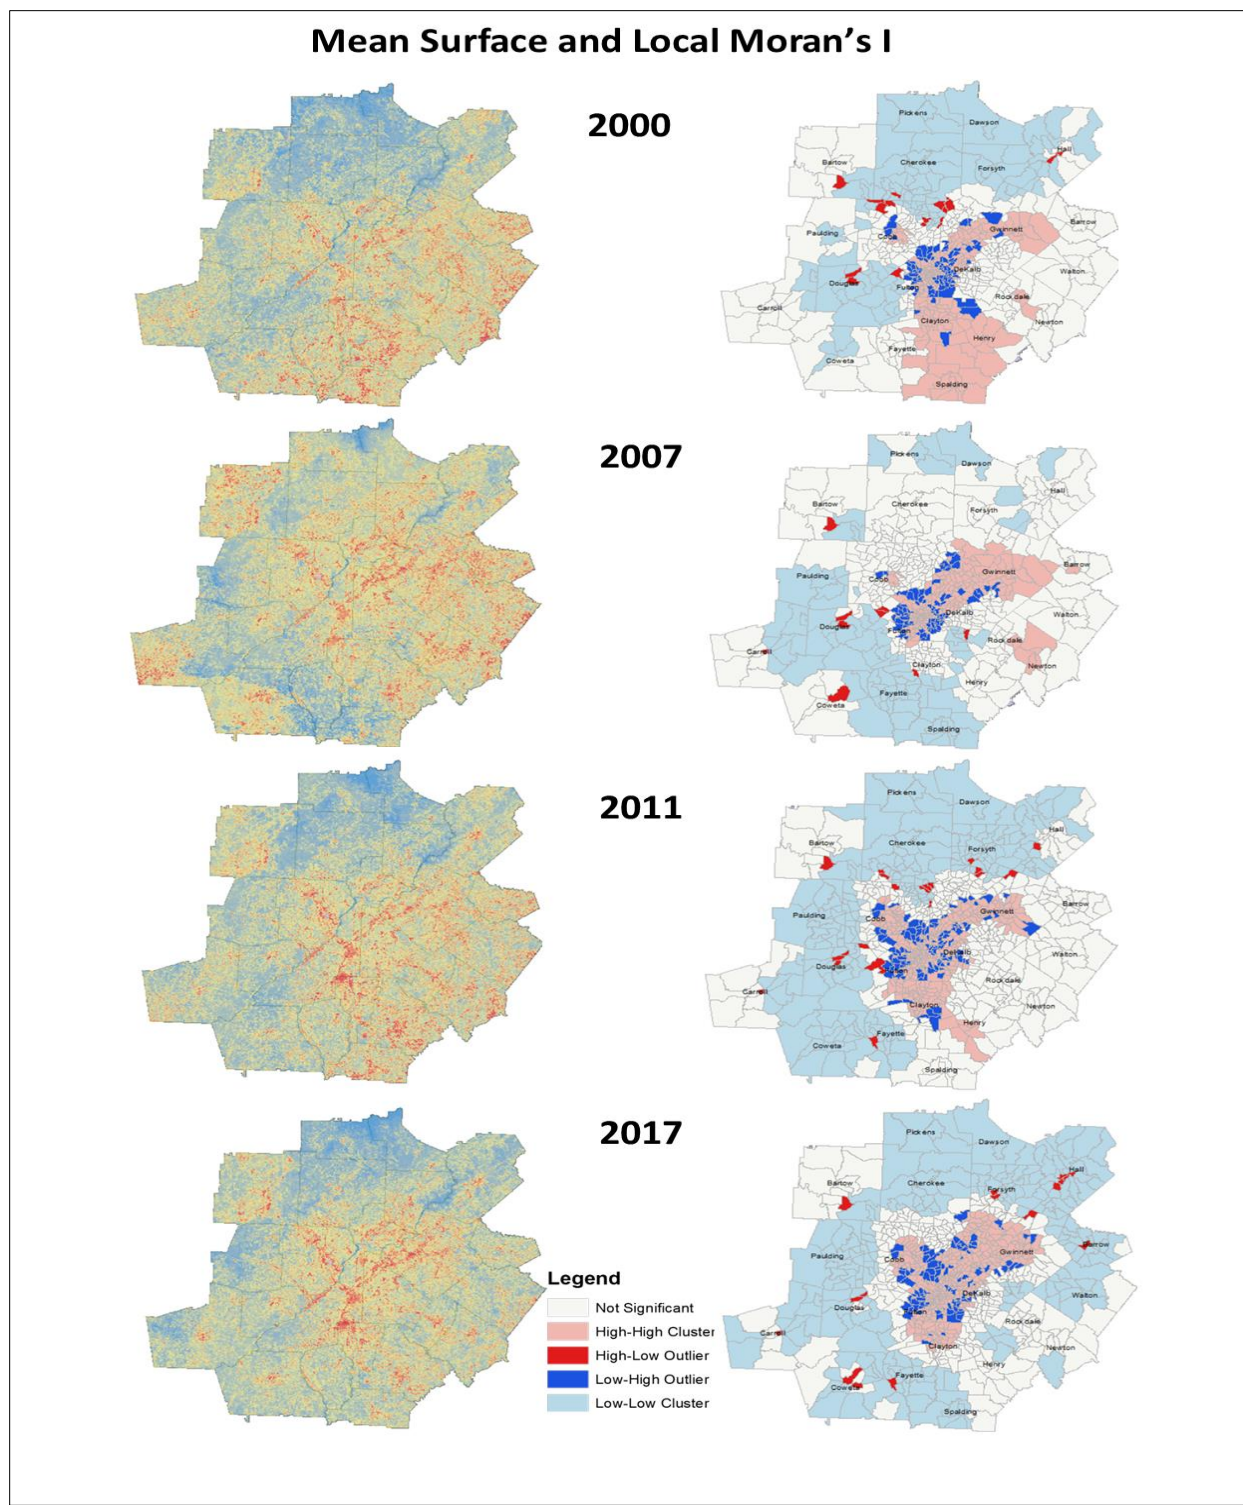 Mean Surface and Local Moran's I
2000
Pickens
Dawson
Bartow
Cherokee
Hall
Forsyth
Paulding
Cobb
Gwinnett
Barrow
DeKalb
Walton
Douglas
Fulton
Carroll
Rockdale
Clayton
Newton
Henry
Fayette
Coweta
Spalding
2007
Pickens
Dawson
Hall
Bartow
Cherokee
Forsyth
Paulding
Cobb
Gwinnett
Barrow
DeKalb
Walton
Douglas
Fulton
Rockdale
Carroll
Clayton
Newton
Henry
Fayette
Coweta
Spalding
2011
Pickens
Dawson
Bartow
Cherokee
Forsyth
Hall
Paulding
Cobb
Gwinnett
Barrow
DeKalb
Walton
Douglas
Fulton
Rockdale
Carroll
Clayton
Newton
Henry
Fayette
Coweta
Spalding
2017
Pickens
Dawson
Bartow
Cherokee
Forsyth
Hall
Paulding
Cobb
Gwinnett
Barrow
DeKalb
Walton
Douglas
Fulton
Rockdale
Carroll
Clayton
Newton
Henry
Fayette
Coweta
Spalding
Legend
Not Significant
High-High Cluster
High-Low Outlier
Low-High Outlier
Low-Low Cluster